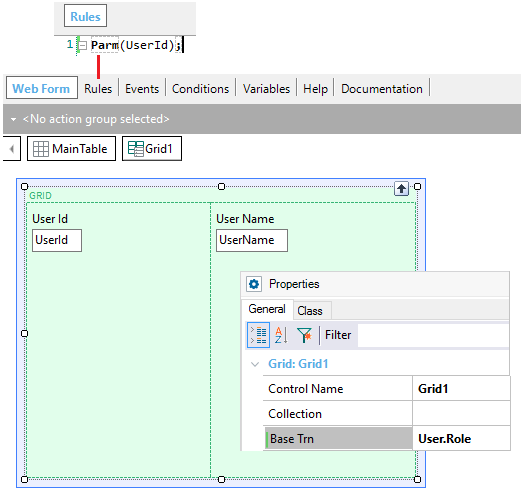 Rules
1 Parm(UserId);
Web Form Rules Events Conditions Variables Help Documentation
<No action group selected>
MainTable Grid1
GRID
User Id User Name
UserId UserName
Properties
General Class
A Z Filter
Grid: Grid1
Control Name Grid1
Collection
Base Trn User.Role